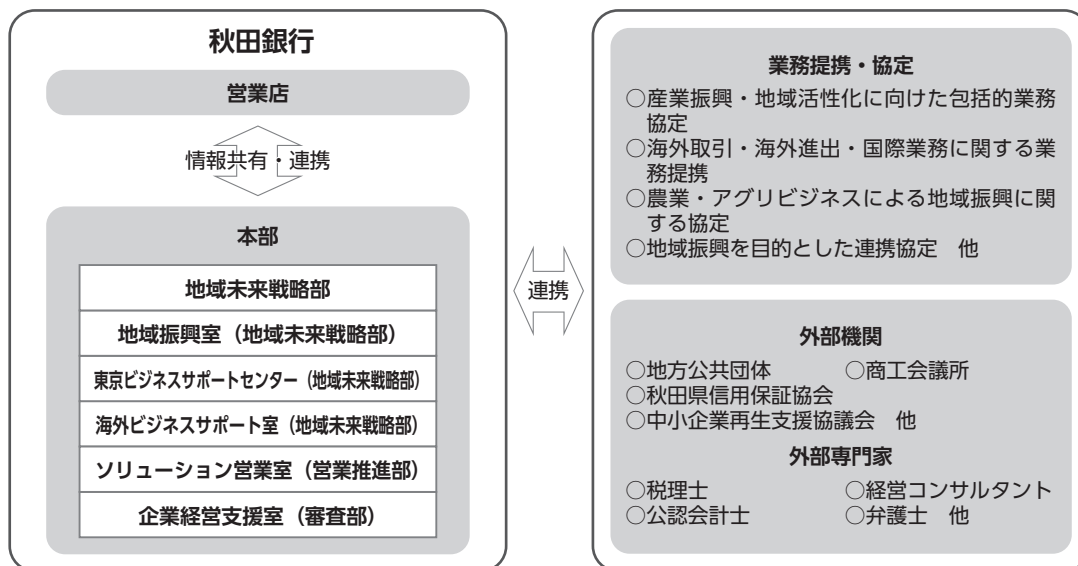 秋田銀行
営業店
情報共有・連携
本部
地域未来戦略部
地域振興室（地域未来戦略部）
東京ビジネスサポートセンター（地域未来戦略部）
海外ビジネスサポート室（地域未来戦略部）
ソリューション営業室（営業推進部）
企業経営支援室（審査部）
連携
業務提携・協定
○産業振興・地域活性化に向けた包括的業務
協定
○海外取引・海外進出・国際業務に関する業
務提携
○農業・アグリビジネスによる地域振興に関
する協定
○地域振興を目的とした連携協定　他
外部機関
○地方公共団体　○商工会議所
○秋田県信用保証協会
○中小企業再生支援協議会　他
外部専門家
○税理士　○経営コンサルタント
○公認会計士　○弁護士　他